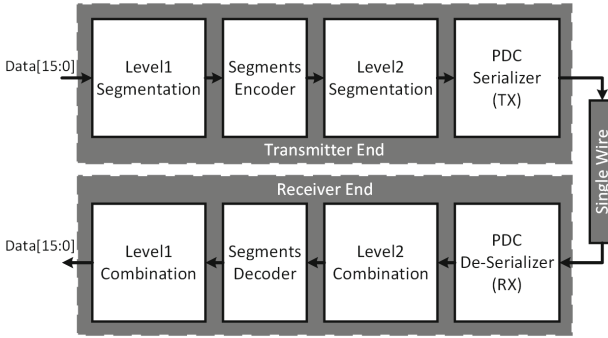 Data[15:0]
Level1
Segmentation
Segments
Encoder
Level2
Segmentation
PDC
Serializer
(TX)
Transmitter End
Single Wire
Receiver End
Data[15:0]
Level1
Combination
Segments
Decoder
Level2
Combination
PDC
De-Serializer
(RX)